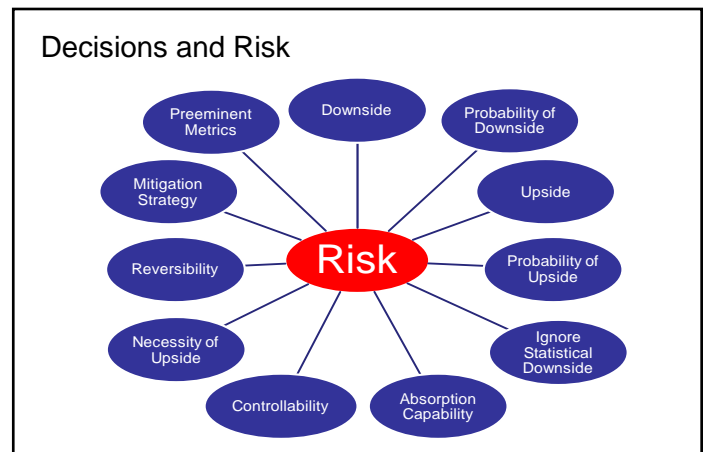 Decisions and Risk
Downside
Preeminent
Metrics
Probability of
Downside
Mitigation
Strategy
Upside
Risk
Reversibility
Probability of
Upside
Necessity of
Upside
Ignore
Statistical
Downside
Controllability
Absorption
Capability